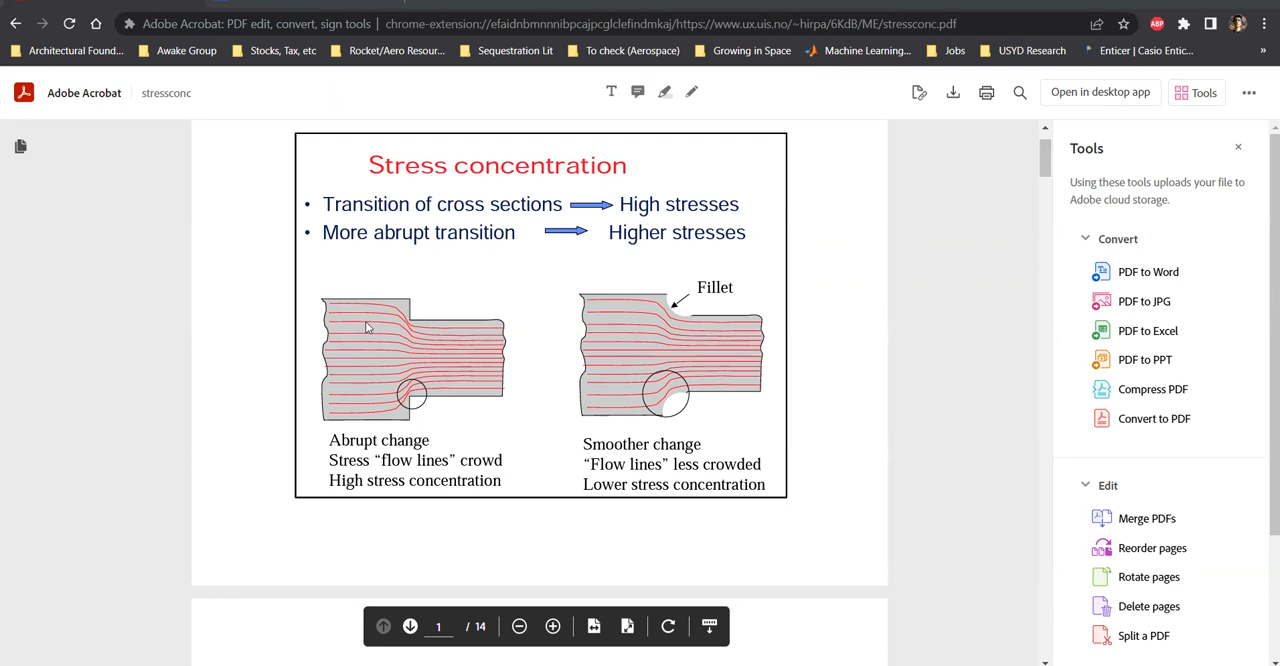 Adobe Acrobat: PDF edit, convert, sign tools | chrome-extension://efaidnbmnnnibpcajpcglclefindmkaj/https://www.ux.uis.no/~hirpa/6KdB/ME/stressconc.pdf
ABP
Architectural Found... Awake Group Stocks, Tax, etc Rocket/Aero Resour... Sequestration Lit To check (Aerospace) Growing in Space Machine Learning... Jobs USYD Research Enticer | Casio Entic... »
Adobe Acrobat stressconc T Open in desktop app Tools
Stress concentration
• Transition of cross sections High stresses
• More abrupt transition Higher stresses
Fillet
Abrupt change
Stress “flow lines” crowd
High stress concentration
Smoother change
“Flow lines” less crowded
Lower stress concentration
1 / 14
Tools
Using these tools uploads your file to
Adobe cloud storage.
Convert
PDF to Word
PDF to JPG
PDF to Excel
PDF to PPT
Compress PDF
Convert to PDF
Edit
Merge PDFs
Reorder pages
Rotate pages
Delete pages
Split a PDF